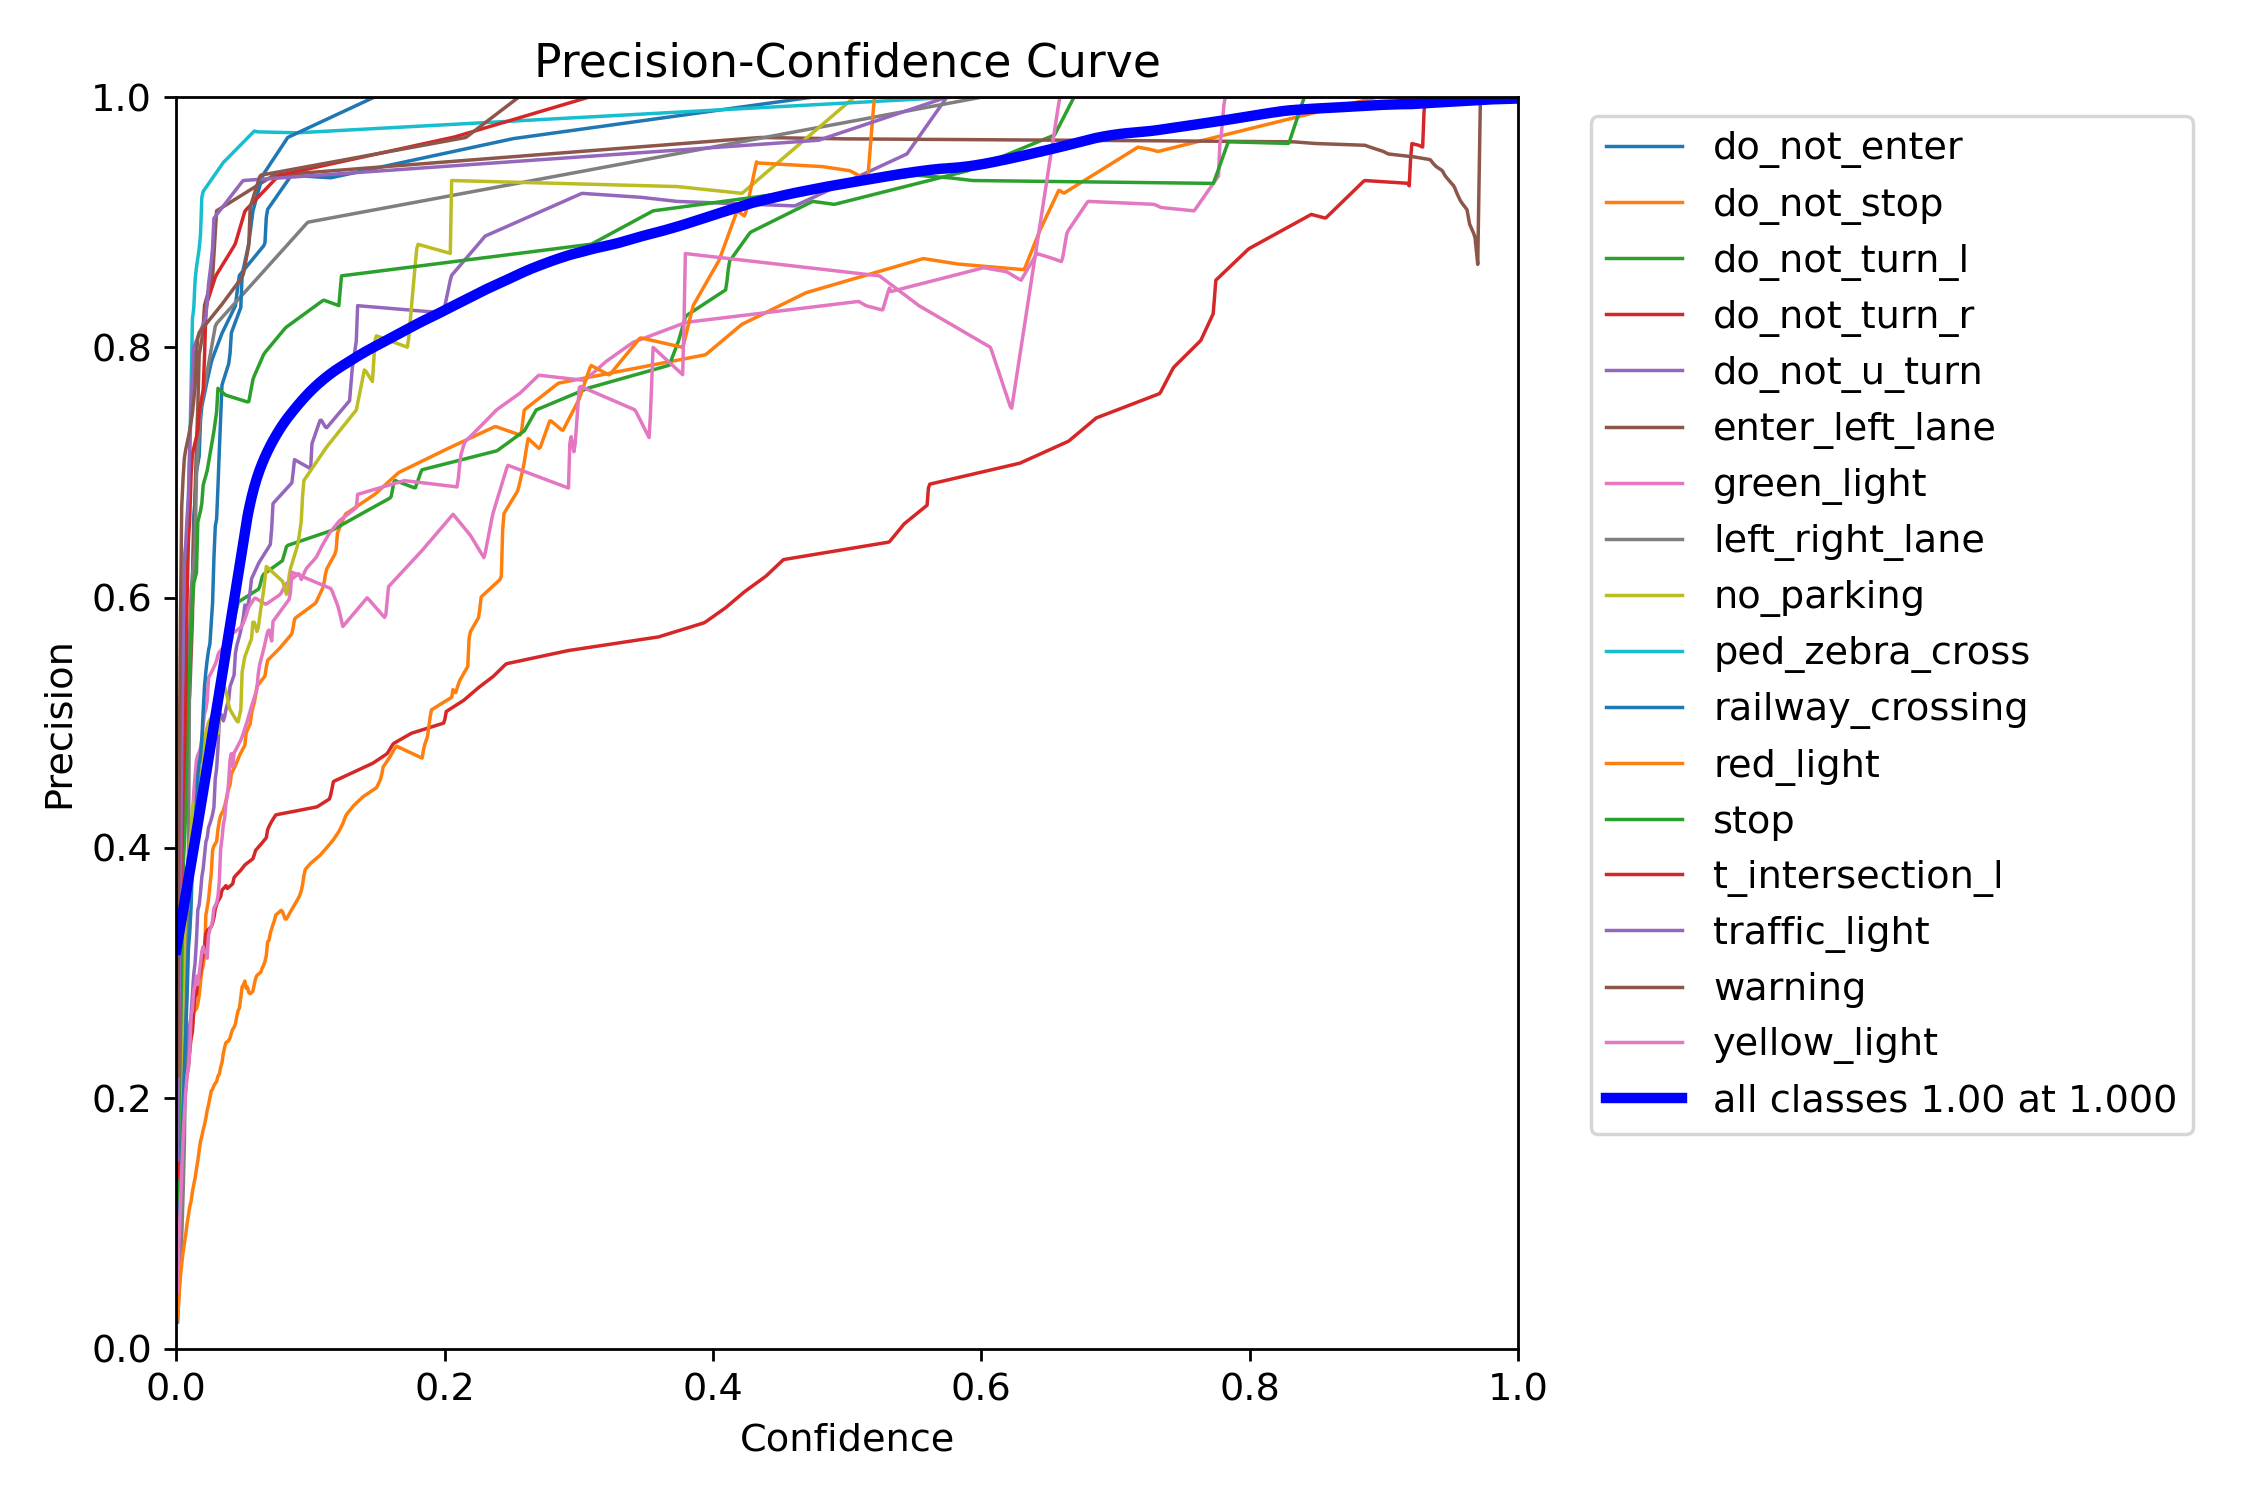 Precision-Confidence Curve
1.0
0.8
0.6
0.4
0.2
0.0
Precision
0.0 0.2 0.4 0.6 0.8 1.0
Confidence
do_not_enter
do_not_stop
do_not_turn_l
do_not_turn_r
do_not_u_turn
enter_left_lane
green_light
left_right_lane
no_parking
ped_zebra_cross
railway_crossing
red_light
stop
t_intersection_l
traffic_light
warning
yellow_light
all classes 1.00 at 1.000